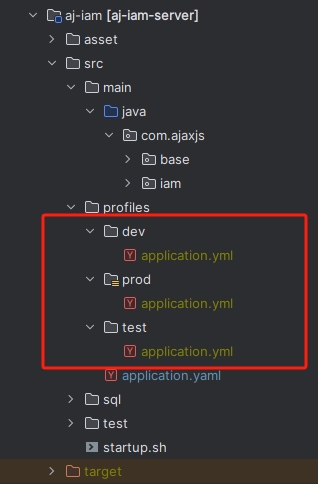 aj-iam [aj-iam-server]
asset
src
main
java
com.ajaxjs
base
iam
profiles
dev
application.yml
prod
application.yml
test
application.yml
application.yaml
sql
test
startup.sh
target